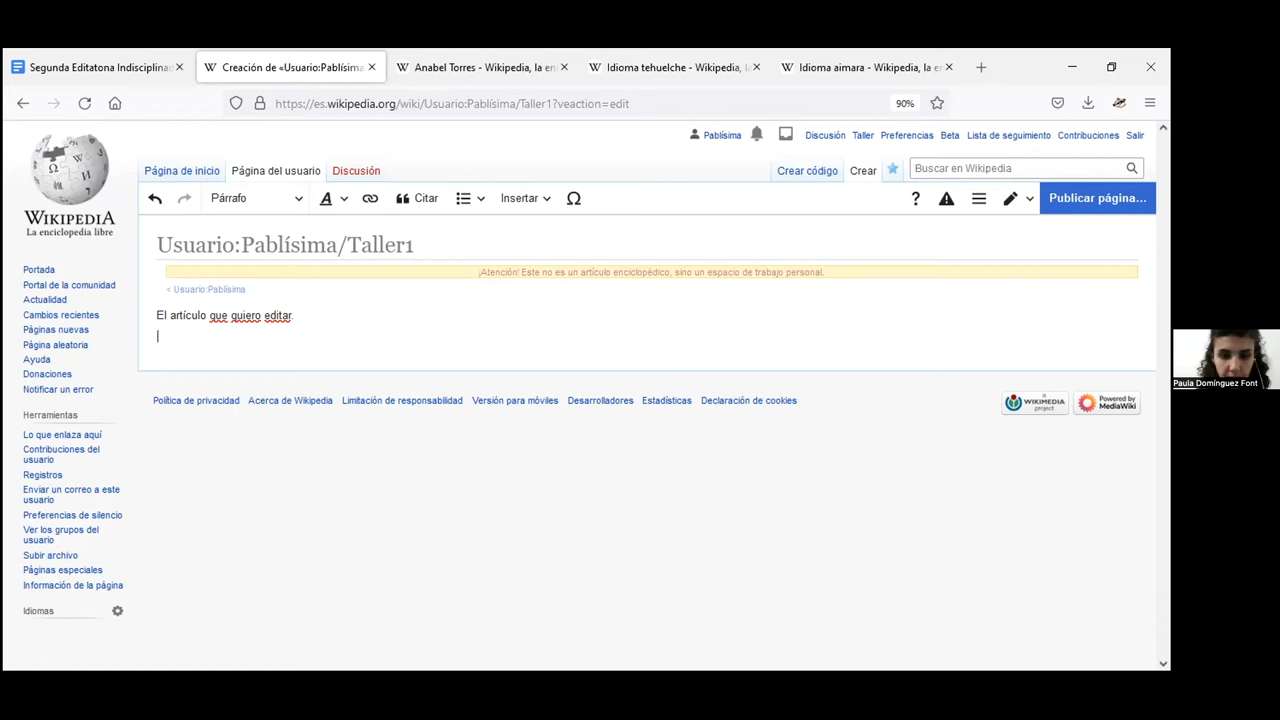 Segunda Editatona Indisciplinad
Creación de «Usuario:Pablísima
Anabel Torres - Wikipedia, la en
Idioma tehuelche - Wikipedia, l
Idioma aimara - Wikipedia, la en
https://es.wikipedia.org/wiki/Usuario:Pablísima/Taller1?veaction=edit
90%
Pablísima
Discusión
Taller
Preferencias
Beta
Lista de seguimiento
Contribuciones
Salir
Página de inicio
Página del usuario
Discusión
Crear código
Crear
Buscar en Wikipedia
Párrafo
A
Citar
Insertar
Ω
?
Publicar página...
WIKIPEDIA
La enciclopedia libre
Usuario:Pablísima/Taller1
¡Atención! Este no es un artículo enciclopédico, sino un espacio de trabajo personal.
< Usuario:Pablísima
El artículo que quiero editar.
Portada
Portal de la comunidad
Actualidad
Cambios recientes
Páginas nuevas
Página aleatoria
Ayuda
Donaciones
Notificar un error
Herramientas
Lo que enlaza aquí
Contribuciones del
usuario
Registros
Enviar un correo a este
usuario
Preferencias de silencio
Ver los grupos del
usuario
Subir archivo
Páginas especiales
Información de la página
Idiomas
Política de privacidad
Acerca de Wikipedia
Limitación de responsabilidad
Versión para móviles
Desarrolladores
Estadísticas
Declaración de cookies
A
WIKIMEDIA
project
Powered by
MediaWiki
Paula Domínguez Font